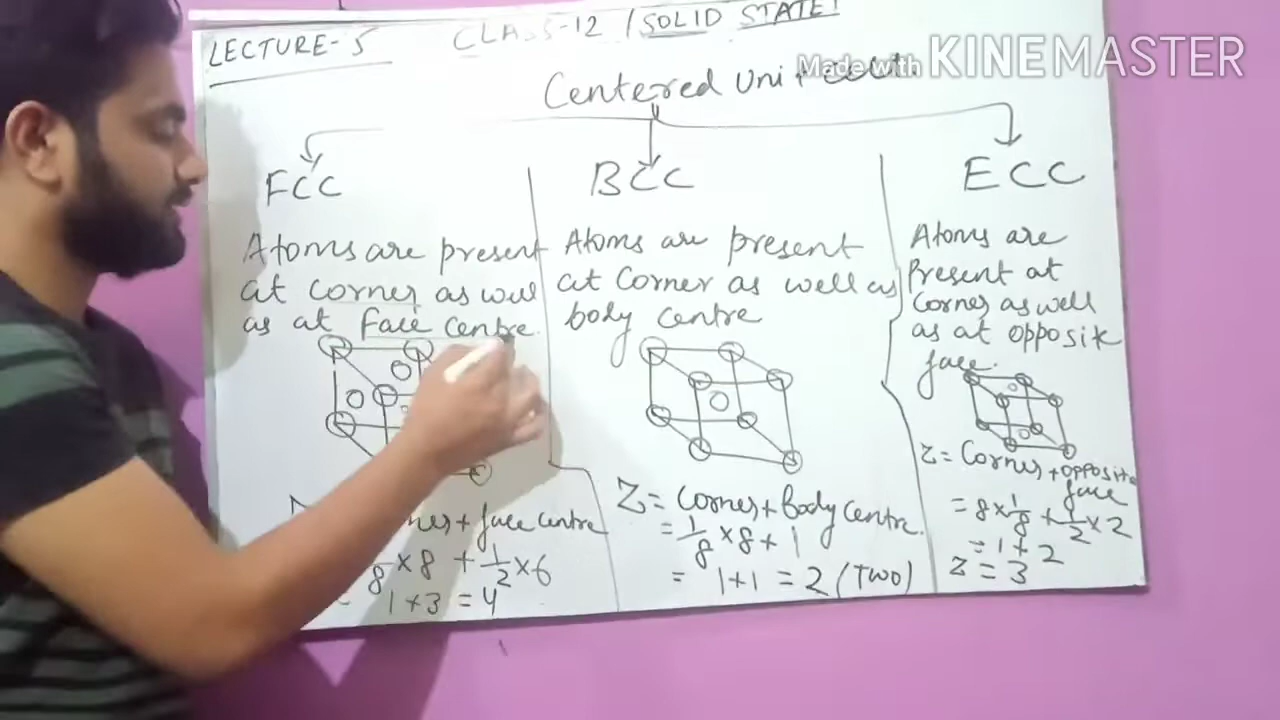 LECTURE-5
CLASS-12 / SOLID STATE!
Made with KINEMASTER
Centered Unit
FCC
Atoms are present
at corner as well
as at face centre.
+ face centre
8 × 8 + 1/2 × 6
1 + 3 = 4
BCC
Atoms are present
at Corner as well as
body centre
Z = Corner + Body Centre
= 1/8 × 8 + 1
= 1+1 = 2 (Two)
ECC
Atoms are
Present at
Corner as well
as at opposite
face.
Z = Corner + opposite
face
= 8 × 1/8 + 1/2 × 2
= 1 + 2
Z = 3